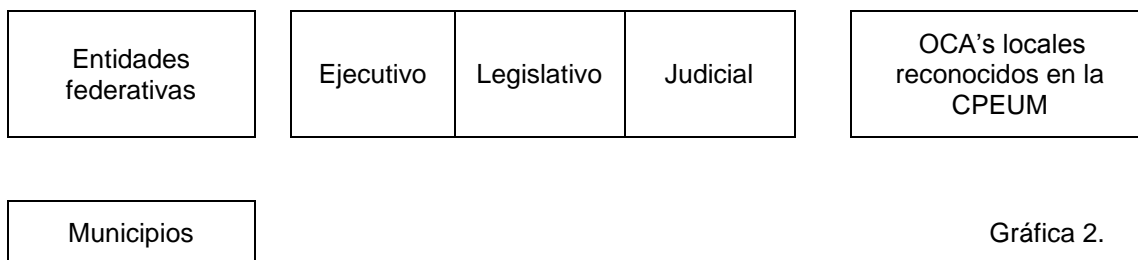 Entidades
federativas
Ejecutivo
Legislativo
Judicial
OCA’s locales
reconocidos en la
CPEUM
Municipios
Gráfica 2.